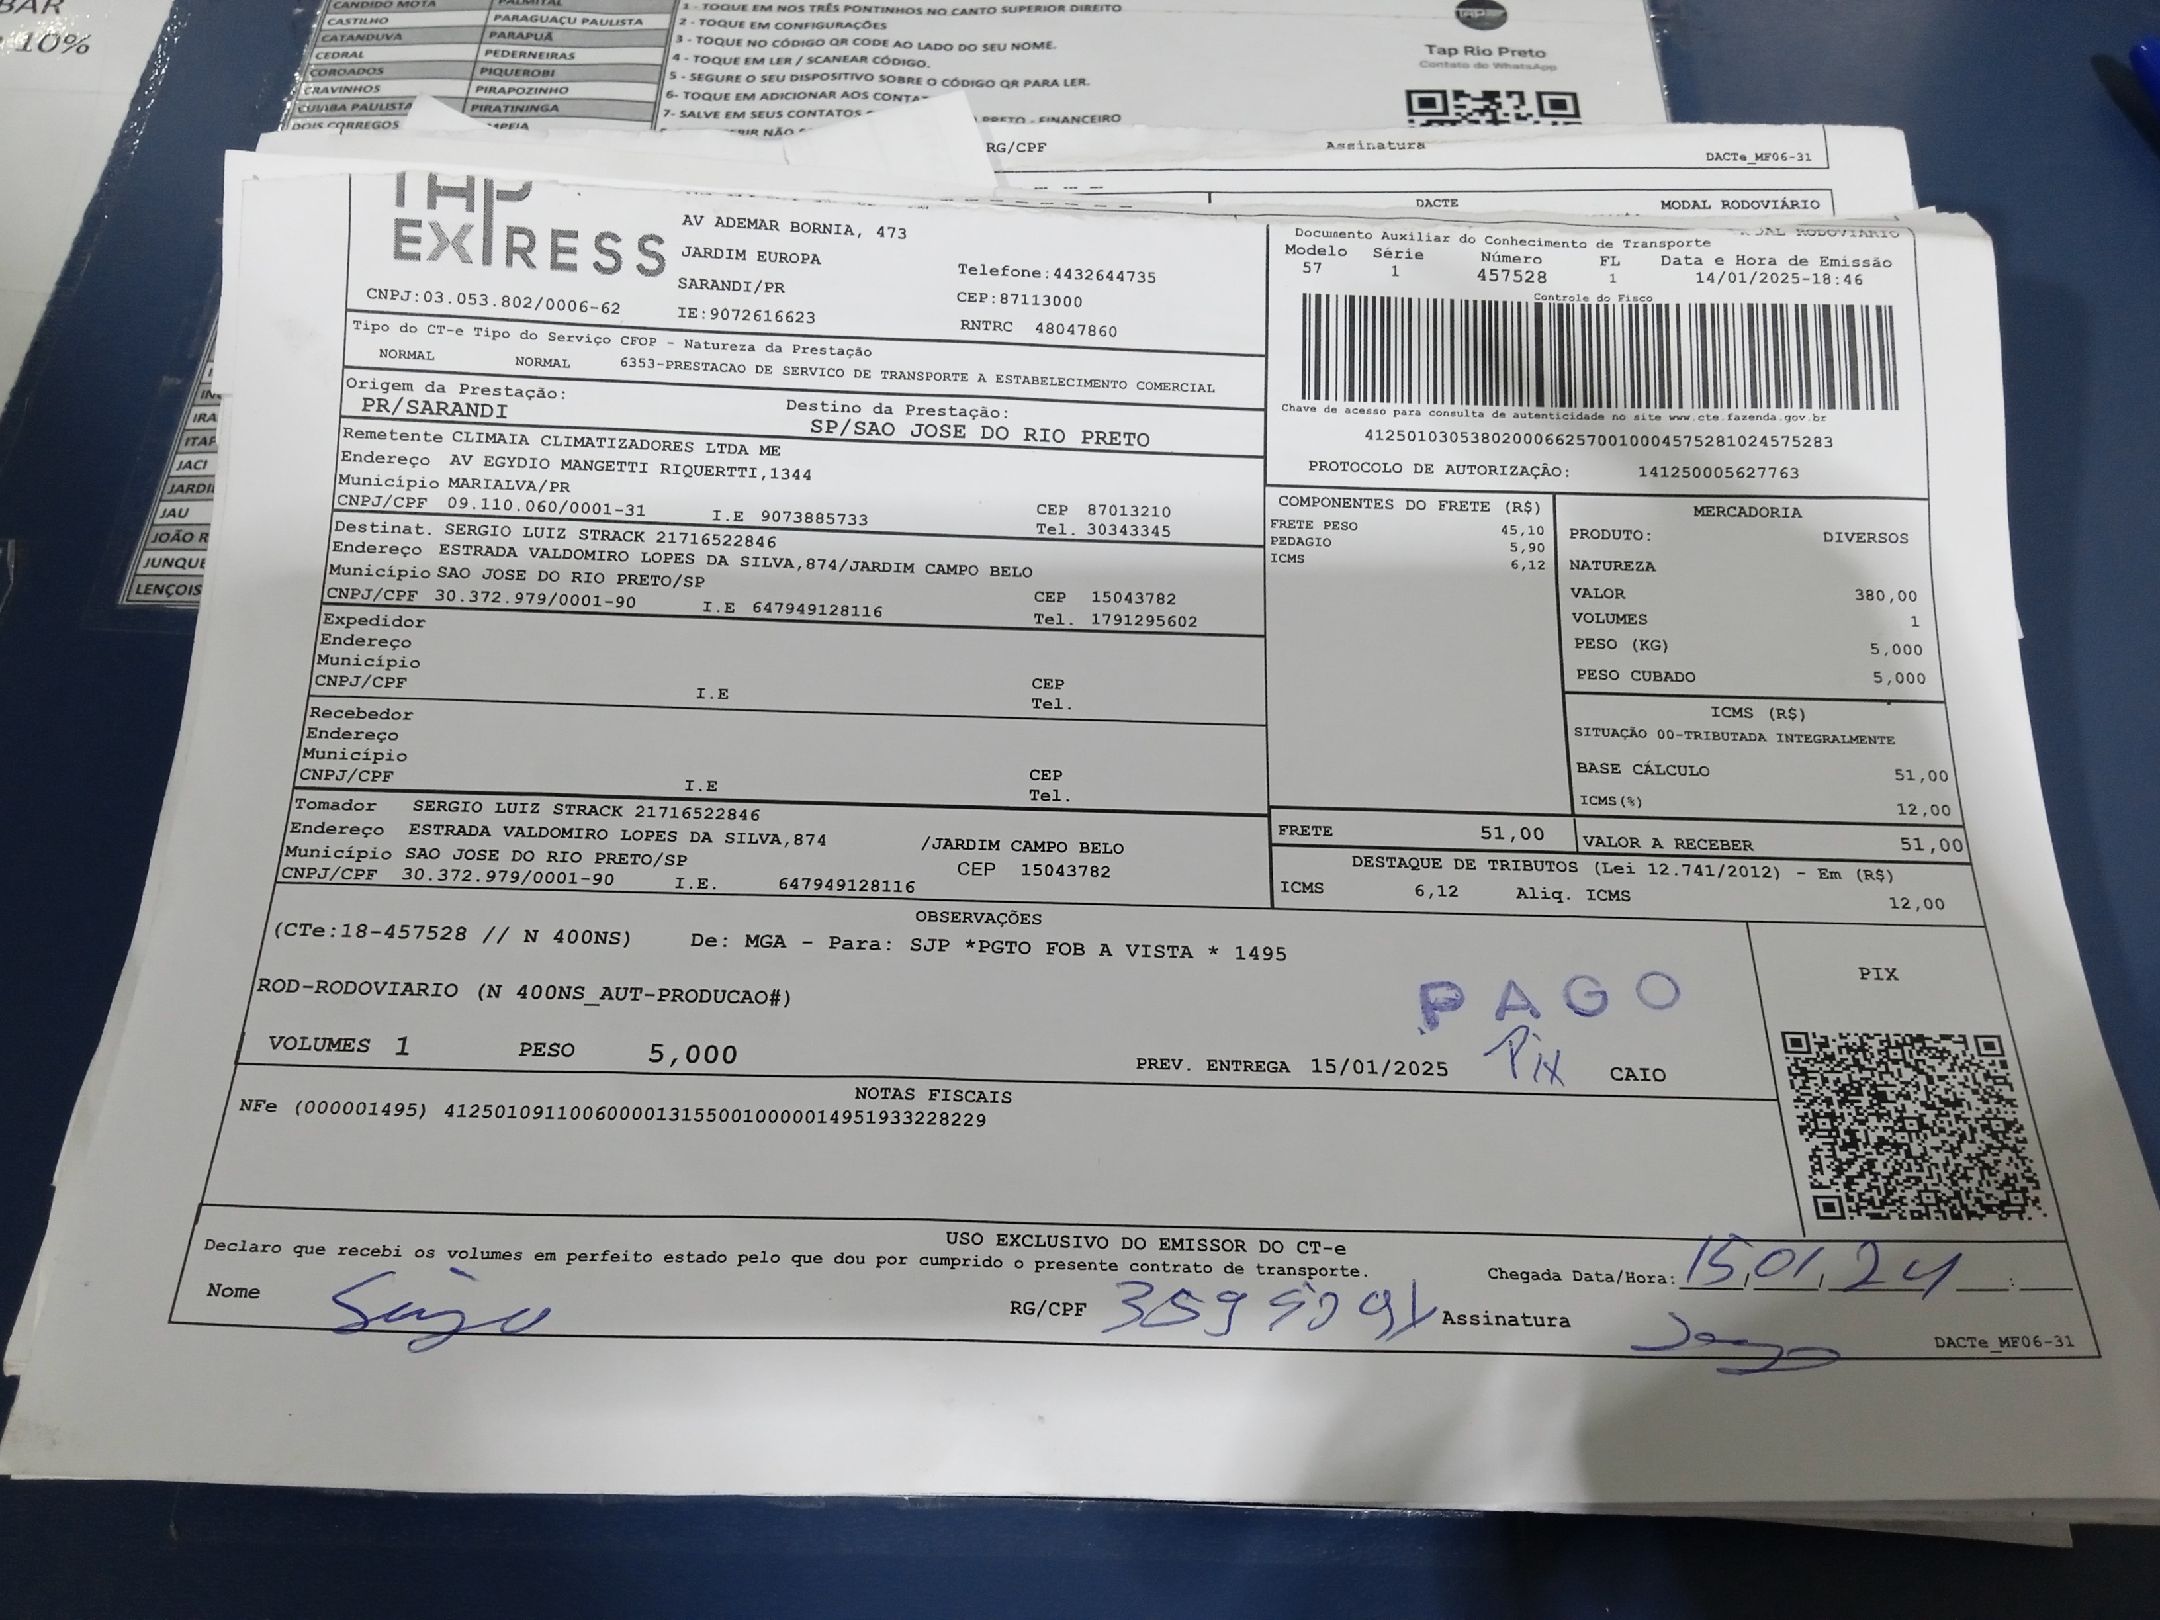 BAR
10%
CANDIDO MOTA PALMITAL
CASTILHO PARAGUAÇU PAULISTA
CATANDUVA PARAPUÃ
CEDRAL PEDERNEIRAS
COROADOS PIQUEROBI
CRAVINHOS PIRAPOZINHO
CUIABA PAULISTA PIRATININGA
DOIS CORREGOS
1 - TOQUE EM NOS TRÊS PONTINHOS NO CANTO SUPERIOR DIREITO
2 - TOQUE EM CONFIGURAÇÕES
3 - TOQUE NO CÓDIGO QR CODE AO LADO DO SEU NOME.
4 - TOQUE EM LER / SCANEAR CÓDIGO.
5 - SEGURE O SEU DISPOSITIVO SOBRE O CÓDIGO QR PARA LER.
6- TOQUE EM ADICIONAR AOS
7- SALVE EM SEUS CONTATOS PRETO - FINANCEIRO
NÃO
Tap Rio Preto
Contato do WhatsApp
RG/CPF Assinatura
DACTe_MF06-31
DACTE MODAL RODOVIÁRIO
JACI
JAU
LENÇOIS
TAP EXPRESS
AV ADEMAR BORNIA, 473
JARDIM EUROPA Telefone:4432644735
SARANDI/PR CEP:87113000
CNPJ:03.053.802/0006-62 IE:9072616623 RNTRC 48047860
Documento Auxiliar do Conhecimento de Transporte
Modelo Série Número FL Data e Hora de Emissão
57 1 457528 1 14/01/2025-18:46
Controle do Fisco
Chave de acesso para consulta de autenticidade no site www.cte.fazenda.gov.br
41250103053802000662570010004575281024575283
PROTOCOLO DE AUTORIZAÇÃO: 141250005627763
Tipo do CT-e Tipo do Serviço CFOP - Natureza da Prestação
NORMAL NORMAL 6353-PRESTACAO DE SERVICO DE TRANSPORTE A ESTABELECIMENTO COMERCIAL
Origem da Prestação: Destino da Prestação:
PR/SARANDI SP/SAO JOSE DO RIO PRETO
Remetente CLIMAIA CLIMATIZADORES LTDA ME
Endereço AV EGYDIO MANGETTI RIQUERTTI,1344
Município MARIALVA/PR CEP 87013210
CNPJ/CPF 09.110.060/0001-31 I.E 9073885733 Tel. 30343345
Destinat. SERGIO LUIZ STRACK 21716522846
Endereço ESTRADA VALDOMIRO LOPES DA SILVA,874/JARDIM CAMPO BELO
Município SAO JOSE DO RIO PRETO/SP CEP 15043782
CNPJ/CPF 30.372.979/0001-90 I.E 647949128116 Tel. 1791295602
Expedidor
Endereço
Município CEP
CNPJ/CPF I.E Tel.
Recebedor
Endereço
Município CEP
CNPJ/CPF I.E Tel.
Tomador SERGIO LUIZ STRACK 21716522846
Endereço ESTRADA VALDOMIRO LOPES DA SILVA,874 /JARDIM CAMPO BELO
Município SAO JOSE DO RIO PRETO/SP CEP 15043782
CNPJ/CPF 30.372.979/0001-90 I.E. 647949128116
COMPONENTES DO FRETE (R$)
FRETE PESO 45,10
PEDAGIO 5,90
ICMS 6,12
MERCADORIA
PRODUTO: DIVERSOS
NATUREZA
VALOR 380,00
VOLUMES 1
PESO (KG) 5,000
PESO CUBADO 5,000
ICMS (R$)
SITUAÇÃO 00-TRIBUTADA INTEGRALMENTE
BASE CÁLCULO 51,00
ICMS(%) 12,00
FRETE 51,00 VALOR A RECEBER 51,00
DESTAQUE DE TRIBUTOS (Lei 12.741/2012) - Em (R$)
ICMS 6,12 Aliq. ICMS 12,00
OBSERVAÇÕES
(CTe:18-457528 // N 400NS) De: MGA - Para: SJP *PGTO FOB A VISTA * 1495
ROD-RODOVIARIO (N 400NS_AUT-PRODUCAO#)
PAGO
Pix
PIX
VOLUMES 1 PESO 5,000 PREV. ENTREGA 15/01/2025 CAIO
NOTAS FISCAIS
NFe (000001495) 41250109110060000131550010000014951933228229
USO EXCLUSIVO DO EMISSOR DO CT-e
Declaro que recebi os volumes em perfeito estado pelo que dou por cumprido o presente contrato de transporte.
Chegada Data/Hora: 15,01,24 :
Nome RG/CPF Assinatura
DACTe_MF06-31